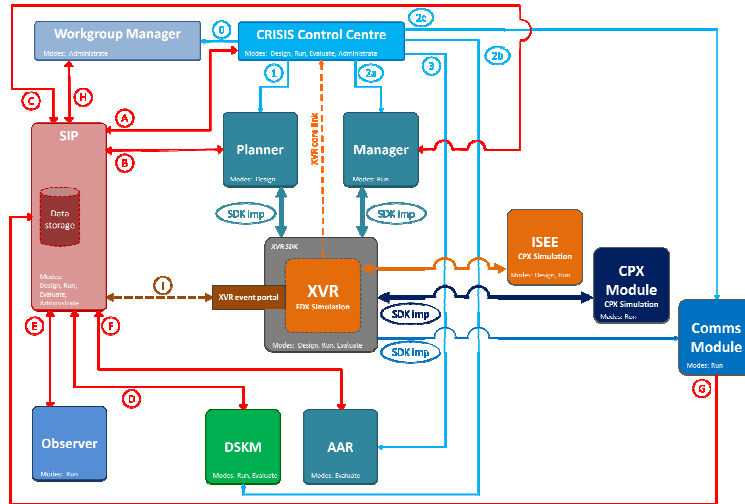 Workgroup Manager
Modes: Administrate
0
CRISIS Control Centre
Modes: Design, Run, Evaluate, Administrate
2c
2b
1
2a
3
C
H
A
B
SIP
Data
storage
Modes:
Design, Run,
Evaluate,
Administrate
Planner
Modes: Design
XVR core link
Manager
Modes: Run
SDK Imp
SDK Imp
XVR SDK
XVR
EDX Simulation
XVR event portal
Modes: Design, Run, Evaluate
I
ISEE
CPX Simulation
Modes: Design, Run
CPX
Module
CPX Simulation
Modes: Run
SDK Imp
SDK Imp
Comms
Module
Modes: Run
G
E
F
D
Observer
Modes: Run
DSKM
Modes: Run, Evaluate
AAR
Modes: Evaluate